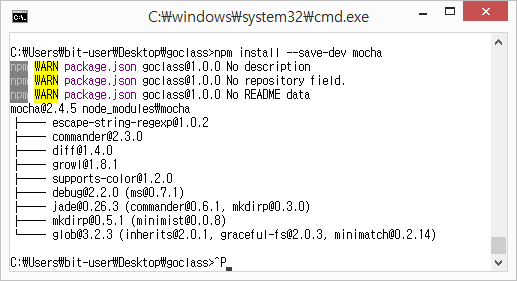 C:₩windows₩system32₩cmd.exe
C:₩Users₩bit-user₩Desktop₩goclass>npm install --save-dev mocha
npm WARN package.json goclass@1.0.0 No description
npm WARN package.json goclass@1.0.0 No repository field.
npm WARN package.json goclass@1.0.0 No README data
mocha@2.4.5 node_modules₩mocha
├── escape-string-regexp@1.0.2
├── commander@2.3.0
├── diff@1.4.0
├── growl@1.8.1
├── supports-color@1.2.0
├── debug@2.2.0 (ms@0.7.1)
├── jade@0.26.3 (commander@0.6.1, mkdirp@0.3.0)
├── mkdirp@0.5.1 (minimist@0.0.8)
└── glob@3.2.3 (inherits@2.0.1, graceful-fs@2.0.3, minimatch@0.2.14)
C:₩Users₩bit-user₩Desktop₩goclass>^P